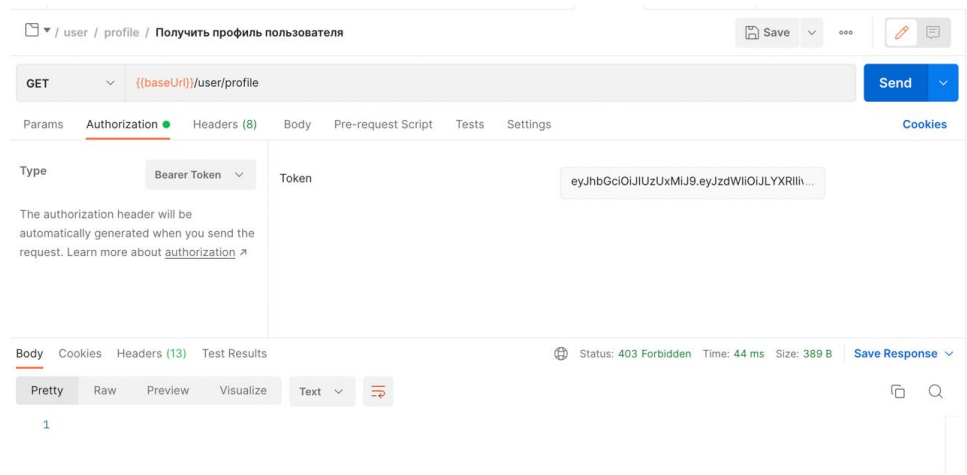 / user / profile / Получить профиль пользователя
Save
GET
{{baseUrl}}/user/profile
Send
Params Authorization Headers (8) Body Pre-request Script Tests Settings Cookies
Type
Bearer Token
Token
eyJhbGciOiJIUzUxMiJ9.eyJzdWIiOiJLYXRlIiv...
The authorization header will be
automatically generated when you send the
request. Learn more about authorization ↗
Body Cookies Headers (13) Test Results
Status: 403 Forbidden Time: 44 ms Size: 389 B Save Response
Pretty Raw Preview Visualize Text
1